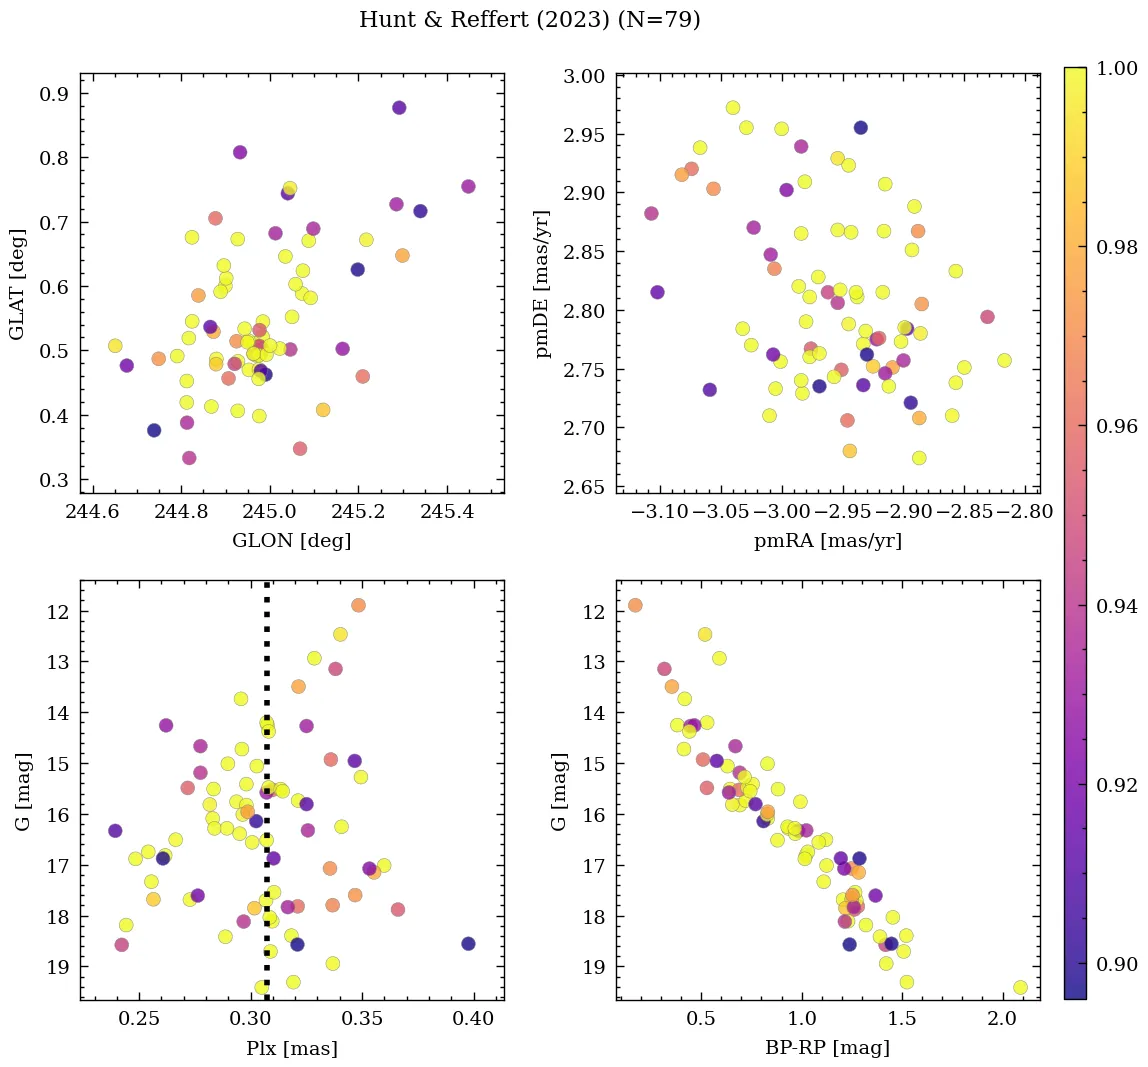 Hunt & Reffert (2023) (N=79)
0.9
0.8
0.7
0.6
0.5
0.4
0.3
GLAT [deg]
244.6 244.8 245.0 245.2 245.4
GLON [deg]
3.00
2.95
2.90
2.85
2.80
2.75
2.70
2.65
pmDE [mas/yr]
−3.10 −3.05 −3.00 −2.95 −2.90 −2.85 −2.80
pmRA [mas/yr]
12
13
14
15
16
17
18
19
G [mag]
0.25 0.30 0.35 0.40
Plx [mas]
12
13
14
15
16
17
18
19
G [mag]
0.5 1.0 1.5 2.0
BP-RP [mag]
1.00
0.98
0.96
0.94
0.92
0.90